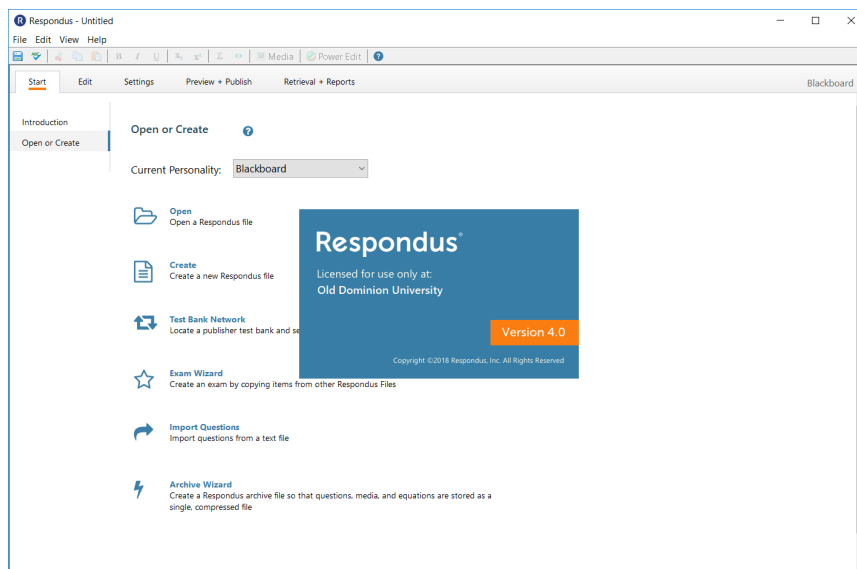 Respondus - Untitled
File Edit View Help
B I U Media Power Edit
Start Edit Settings Preview + Publish Retrieval + Reports Blackboard
Introduction
Open or Create
Open or Create
Current Personality: Blackboard
Open
Open a Respondus file
Create
Create a new Respondus file
Test Bank Network
Locate a publisher test bank and se
Exam Wizard
Create an exam by copying items from other Respondus Files
Import Questions
Import questions from a text file
Archive Wizard
Create a Respondus archive file so that questions, media, and equations are stored as a
single, compressed file
Respondus®
Licensed for use only at:
Old Dominion University
Version 4.0
Copyright ©2018 Respondus, Inc. All Rights Reserved